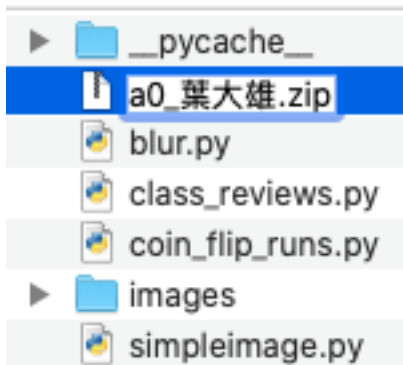 __pycache__
a0_葉大雄.zip
blur.py
class_reviews.py
coin_flip_runs.py
images
simpleimage.py